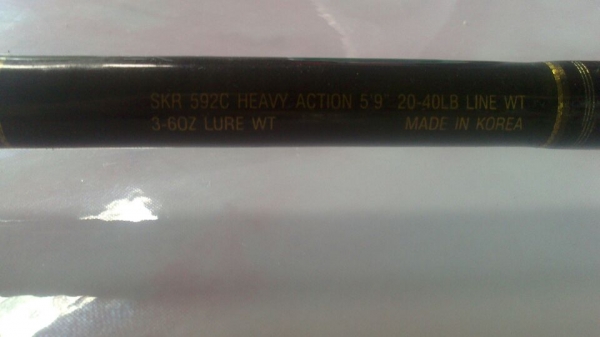 SKR 592C HEAVY ACTION 5'9" 20-40LB LINE WT
3-6OZ LURE WT MADE IN KOREA